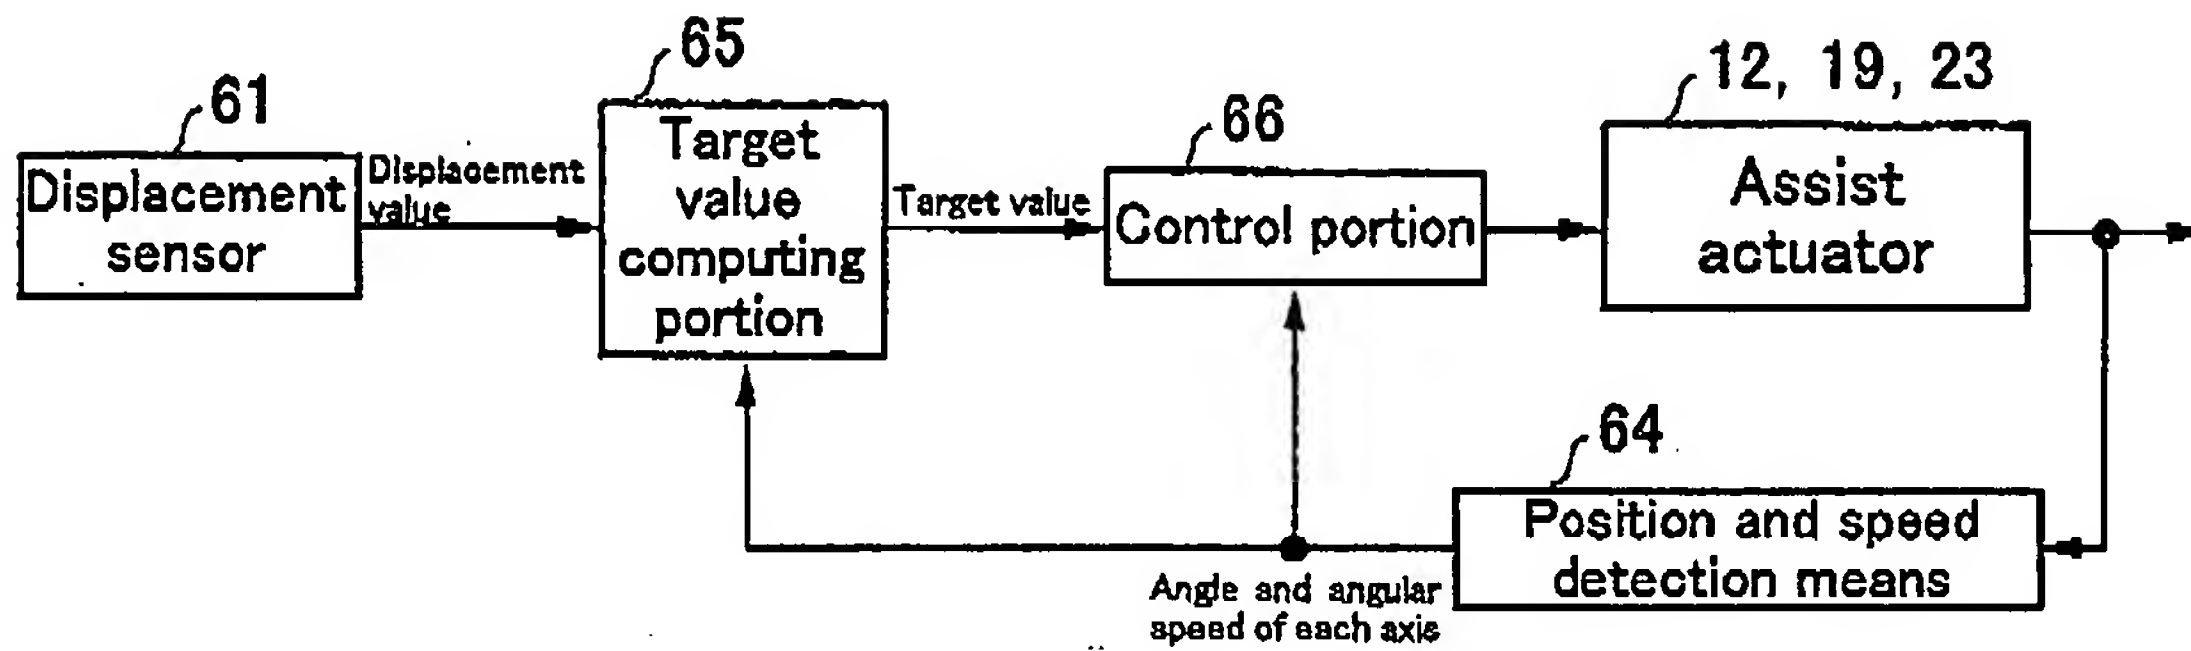 65
12, 19, 23
61
66
Displacement
sensor
Displacement
value
Target
value
computing
portion
Target value
Control portion
Assist
actuator
64
Position and speed
detection means
Angle and angular
speed of each axis